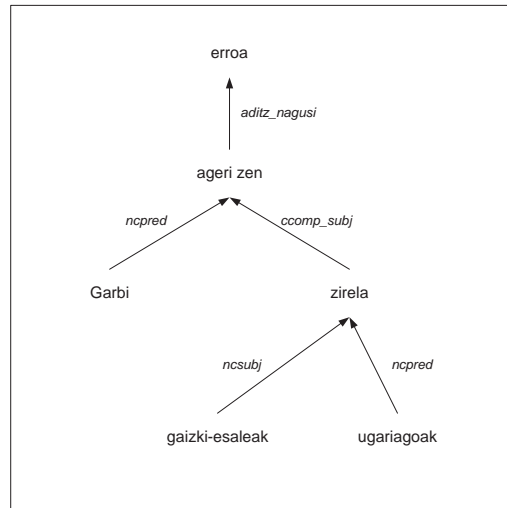 erroa
aditz_nagusi
ageri zen
ncpred ccomp_subj
Garbi zirela
ncsubj ncpred
gaizki-esaleak ugariagoak